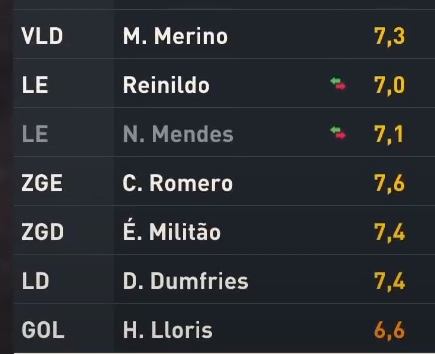 VLD M. Merino 7,3
LE Reinildo 7,0
LE N. Mendes 7,1
ZGE C. Romero 7,6
ZGD É. Militão 7,4
LD D. Dumfries 7,4
GOL H. Lloris 6,6